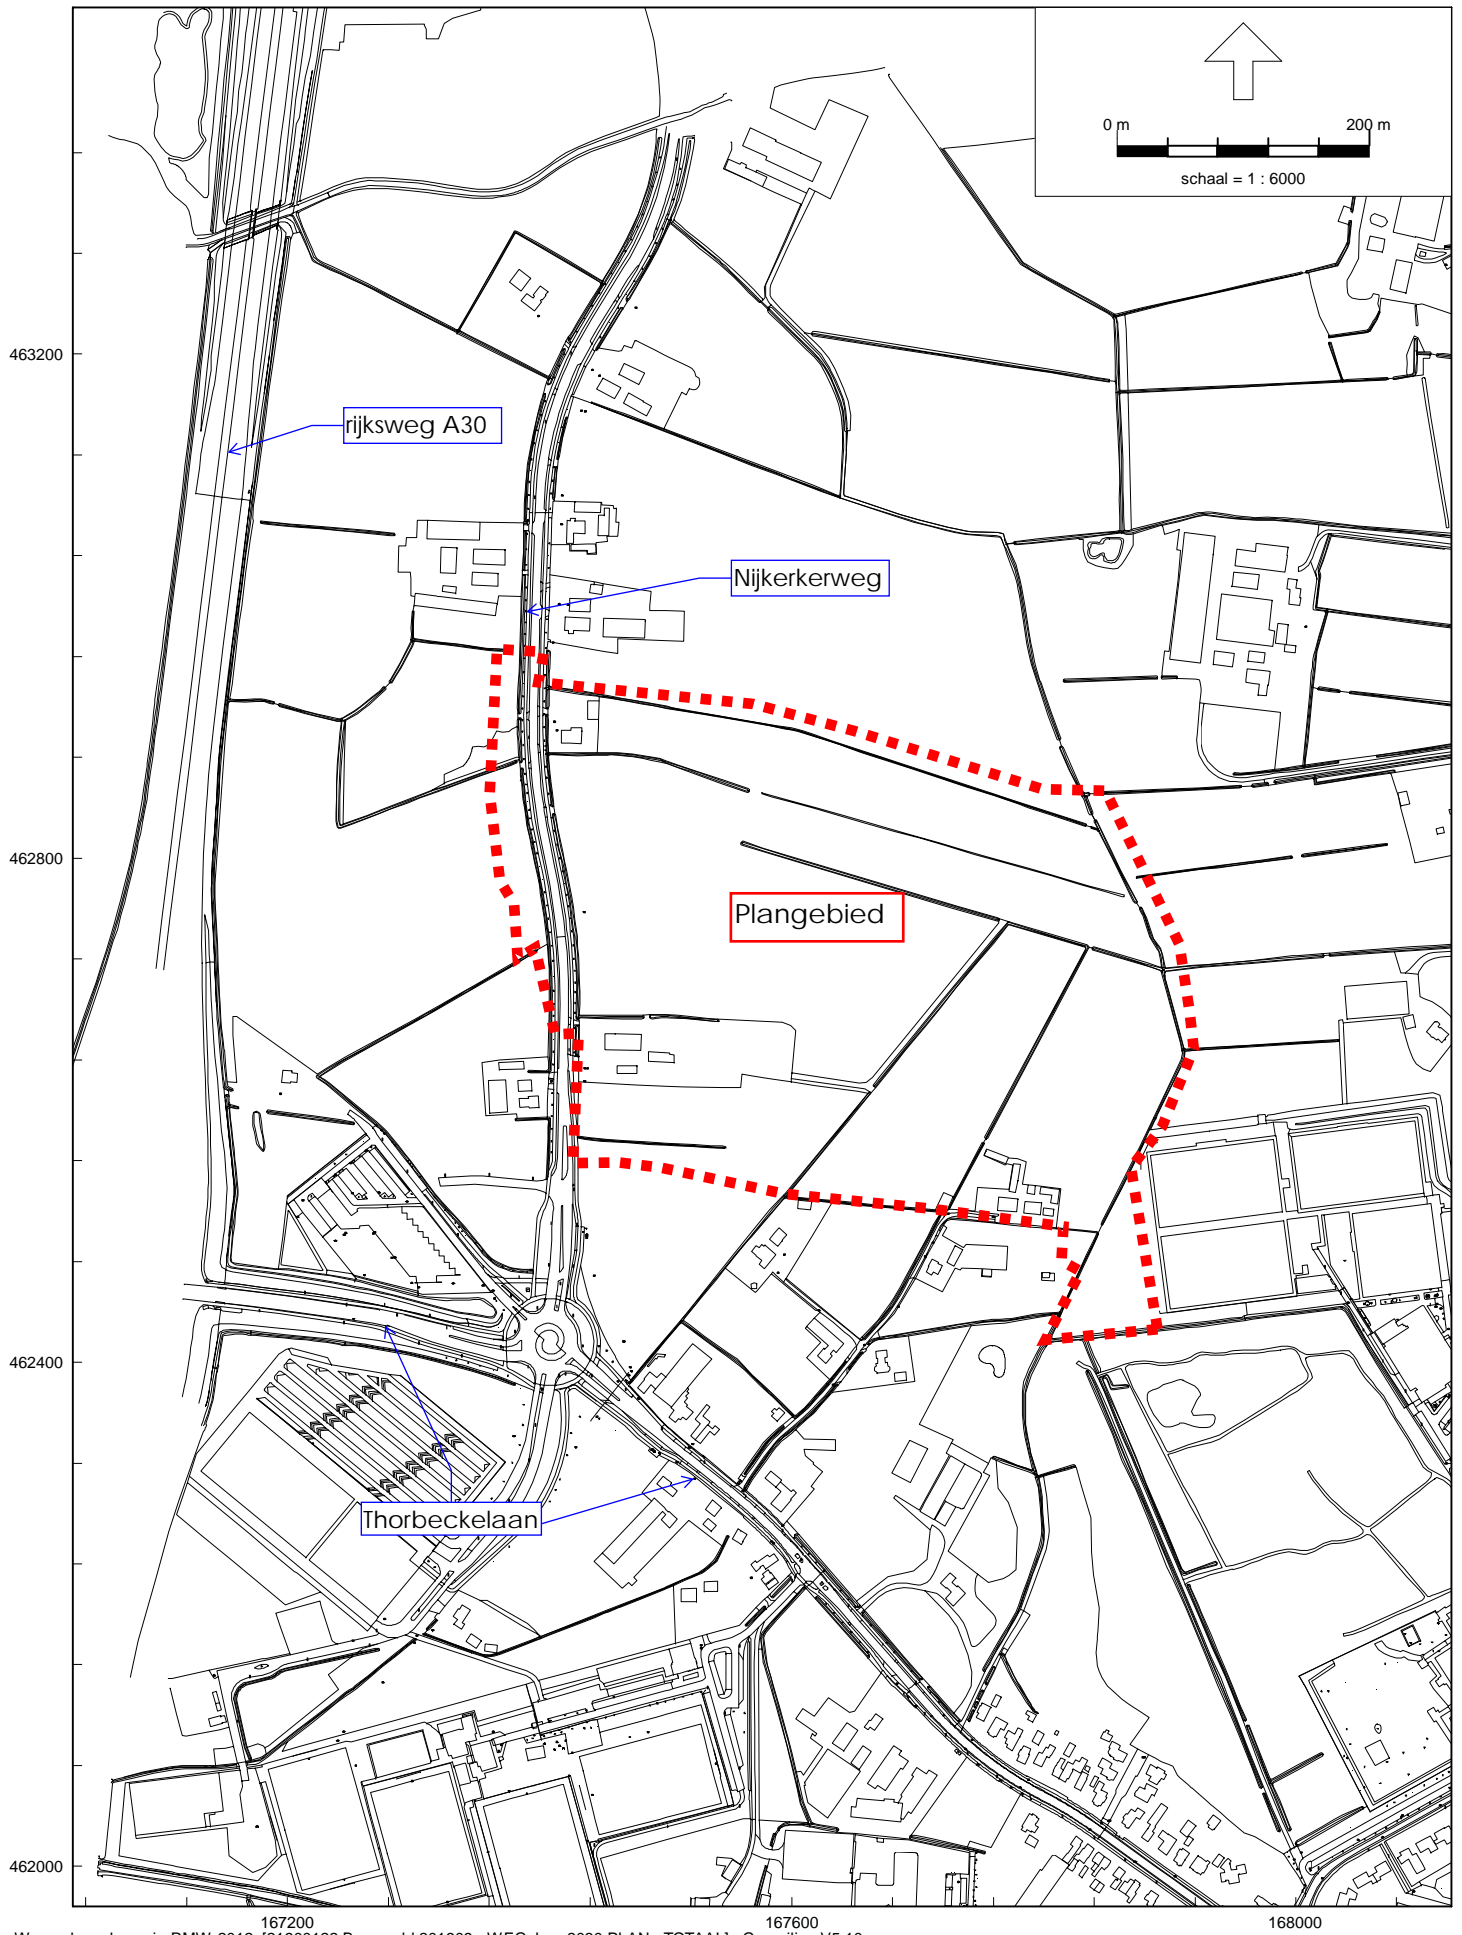 0 m 200 m
schaal = 1 : 6000
463200
rijksweg A30
Nijkerkerweg
462800
Plangebied
462400
Thorbeckelaan
462000
167200 167600 168000